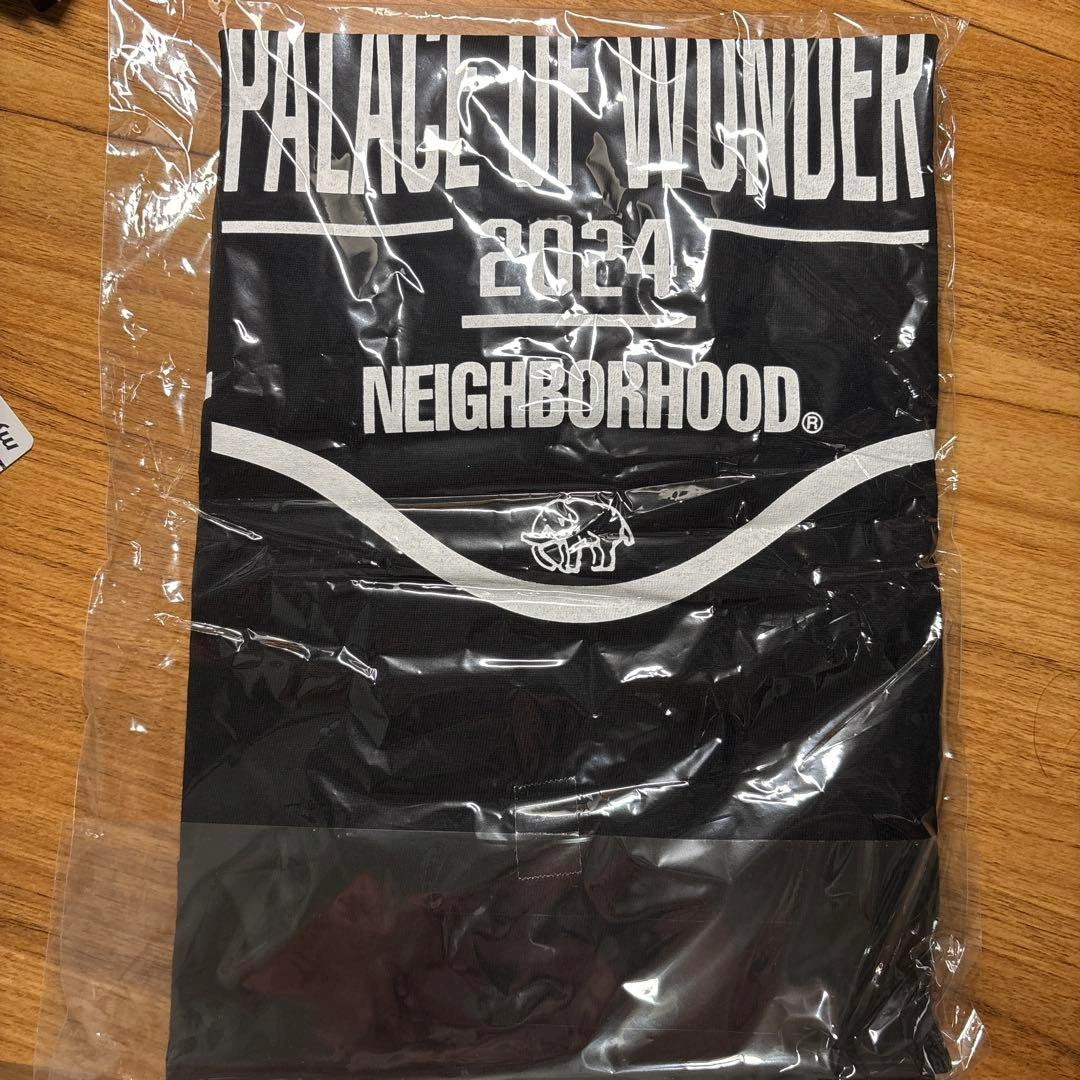 PALACE OF WONDER
2024
NEIGHBORHOOD®